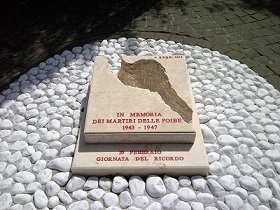 IN MEMORIA
DEI MARTIRI DELLE FOIBE
1943 - 1947
10 FEBBRAIO
GIORNATA DEL RICORDO